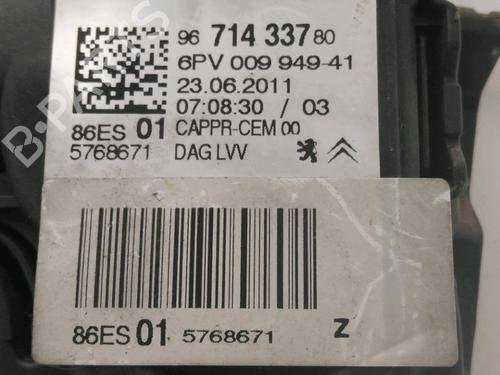 96 714 337 80
6PV 009 949-41
23.06.2011
07:08:30 / 03
86ES 01 CAPPR-CEM 00
5768671 DAG LVV
86ES 01 5768671 Z